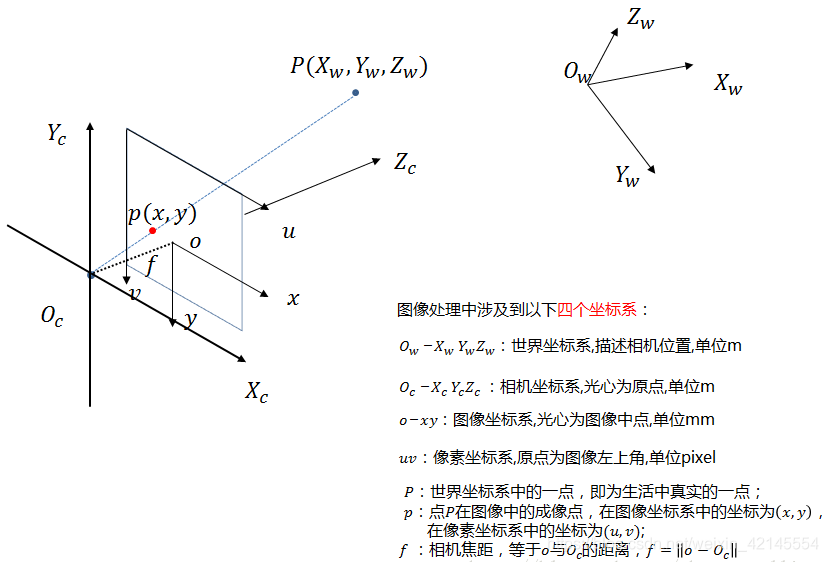 Z_w
P(X_w, Y_w, Z_w)
O_w
X_w
Y_c
Z_c
Y_w
p(x, y)
o
u
f
v
x
O_c
y
X_c
图像处理中涉及到以下四个坐标系：
O_w－X_w Y_w Z_w：世界坐标系,描述相机位置,单位m
O_c－X_c Y_c Z_c：相机坐标系,光心为原点,单位m
o－xy：图像坐标系,光心为图像中点,单位mm
uv：像素坐标系,原点为图像左上角,单位pixel
P：世界坐标系中的一点，即为生活中真实的一点；
p：点P在图像中的成像点，在图像坐标系中的坐标为(x, y)，
在像素坐标系中的坐标为(u, v);
f：相机焦距，等于o与O_c的距离，f = ‖o − O_c‖
_42145554